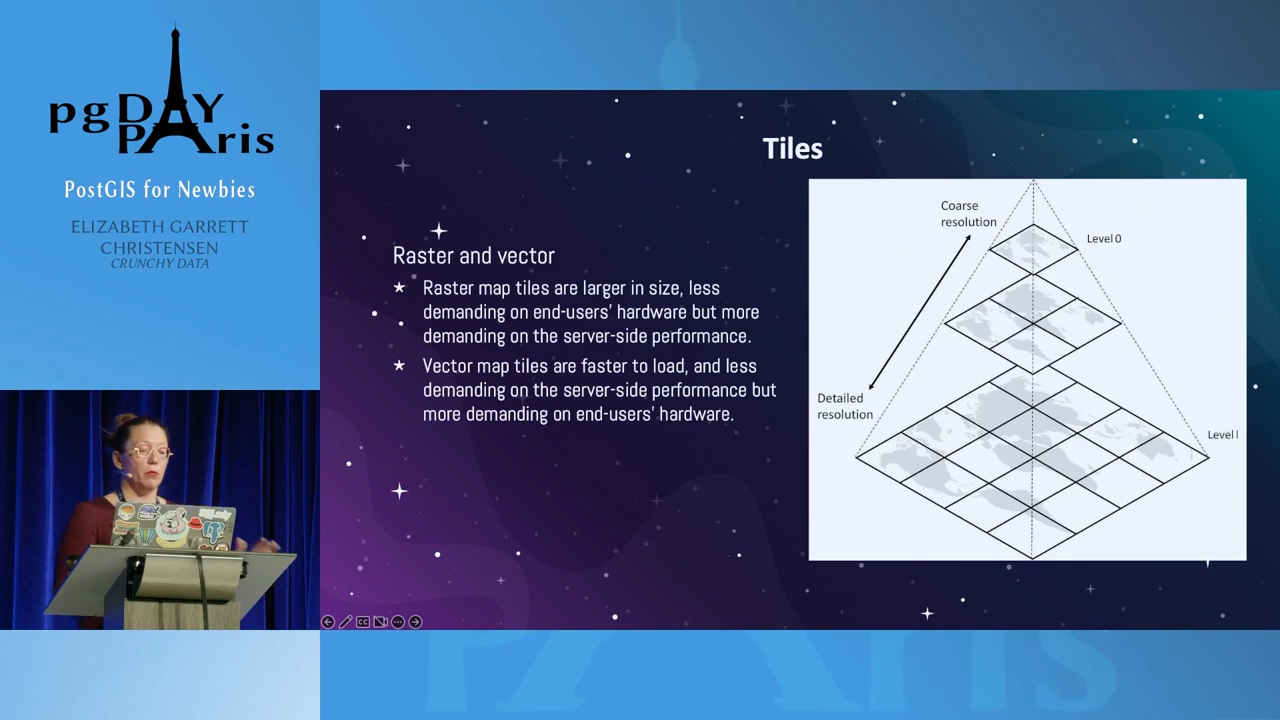 pgDAY
PAris
PostGIS for Newbies
ELIZABETH GARRETT
CHRISTENSEN
CRUNCHY DATA
Tiles
Raster and vector
Raster map tiles are larger in size, less
demanding on end-users’ hardware but more
demanding on the server-side performance.
Vector map tiles are faster to load, and less
demanding on the server-side performance but
more demanding on end-users’ hardware.
Coarse
resolution
Level 0
Detailed
resolution
Level l
CC